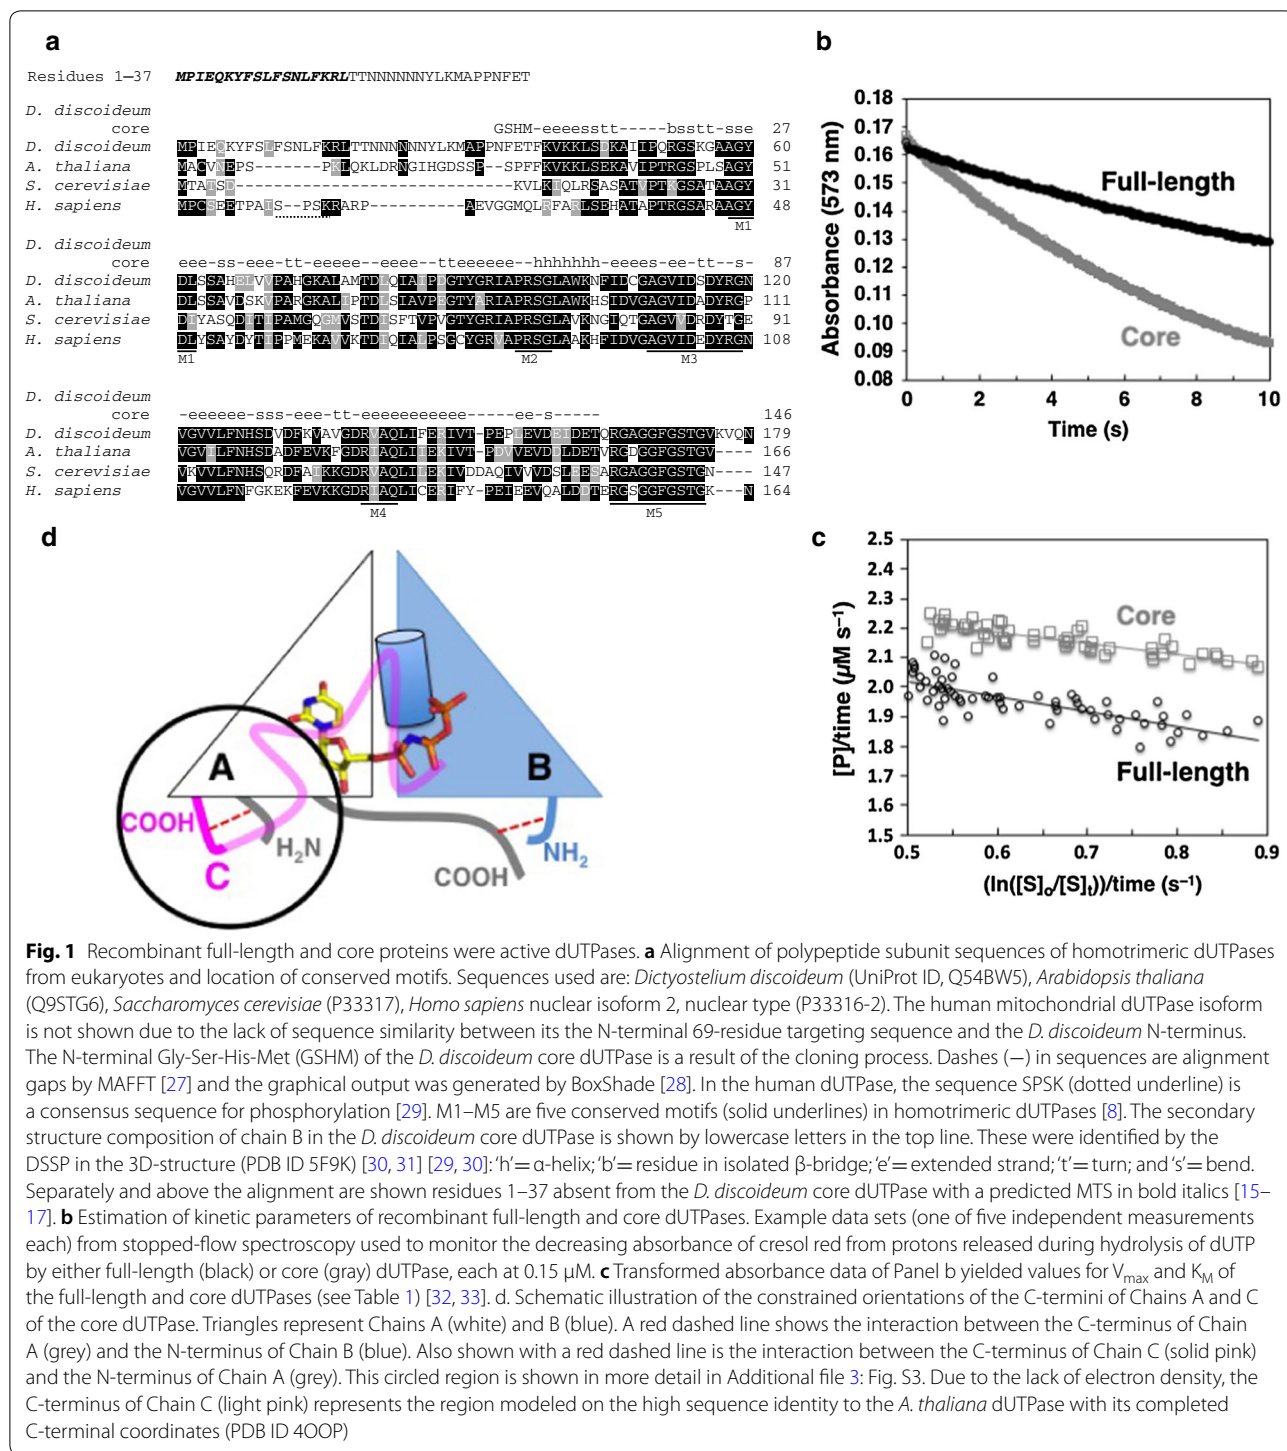 a
Residues 1–37 MPIEQKYFSLFSNLFKRLTTNNNNNNYLKMAPPNFET
D. discoideum
core GSHM-eeeesstt-----bsstt-sse 27
D. discoideum MPIEQKYFSLFSNLFKRLTTNNNNNNYLKMAPPNFETFKVKKLSDKAIIPQRGSKGAAGY 60
A. thaliana MACVNEPS-------PKLQKLDRNGIHGDSSP--SPFFKVKKLSEKAVIPTRGSPLSAGY 51
S. cerevisiae MTATSD-----------------------------KVLKIQLRSASATVPTKGSATAAGY 31
H. sapiens MPCSEETPAIS--PSKRARP----------AEVGGMQLRFARLSEHATAPTRGSARAAGY 48
M1
D. discoideum
core eee-ss-eee-tt-eeeee--eeee-tteeeeee--hhhhhhh-eeees-ee-tt--s- 87
D. discoideum DLSSAHELVVPAHGKALAMTDLQIAIPDGTYGRIAPRSGLAWKNFIDCGAGVIDSDYRGN 120
A. thaliana DLSSAVDSKVPARGKALIPTDLSIAVPEGTYARIAPRSGLAWKHSIDVGAGVIDADYRGP 111
S. cerevisiae DIYASQDITIPAMGQGMVSTDISFTVPVGTYGRIAPRSGLAVKNGIQTGAGVVDRDYTGE 91
H. sapiens DLYSAYDYTIPPMEKAVVKTDIQIALPSGCYGRVAPRSGLAAKHFIDVGAGVIDEDYRGN 108
M1 M2 M3
D. discoideum
core -eeeeee-sss-eee-tt-eeeeeeeeeee-----ee-s----- 146
D. discoideum VGVVLFNHSDVDFKVAVGDRVAQLIFERIVT-PEPLEVDEIDETQRGAGGFGSTGVKVQN 179
A. thaliana VGVILFNHSDADFEVKFGDRIAQLIIEKIVT-PDVVEVDDLDETVRGDGGFGSTGV---- 166
S. cerevisiae VKVVLFNHSQRDFAIKKGDRVAQLILEKIVDDAQIVVVDSLEESARGAGGFGSTGN---- 147
H. sapiens VGVVLFNFGKEKFEVKKGDRIAQLICERIFY-PEIEEVQALDDTERGSGGFGSTGK---N 164
M4 M5
b
Absorbance (573 nm)
0.18
0.17
0.16
0.15
0.14
0.13
0.12
0.11
0.10
0.09
0.08
Full-length
Core
0 2 4 6 8 10
Time (s)
d
A B
COOH
H2N
C
COOH
NH2
c
[P]/time (µM s⁻¹)
2.5
2.4
2.3
2.2
2.1
2.0
1.9
1.8
1.7
1.6
1.5
Core
Full-length
0.5 0.6 0.7 0.8 0.9
(ln([S]o/[S]t))/time (s⁻¹)
Fig. 1 Recombinant full-length and core proteins were active dUTPases. a Alignment of polypeptide subunit sequences of homotrimeric dUTPases
from eukaryotes and location of conserved motifs. Sequences used are: Dictyostelium discoideum (UniProt ID, Q54BW5), Arabidopsis thaliana
(Q9STG6), Saccharomyces cerevisiae (P33317), Homo sapiens nuclear isoform 2, nuclear type (P33316-2). The human mitochondrial dUTPase isoform
is not shown due to the lack of sequence similarity between its the N-terminal 69-residue targeting sequence and the D. discoideum N-terminus.
The N-terminal Gly-Ser-His-Met (GSHM) of the D. discoideum core dUTPase is a result of the cloning process. Dashes (−) in sequences are alignment
gaps by MAFFT [27] and the graphical output was generated by BoxShade [28]. In the human dUTPase, the sequence SPSK (dotted underline) is
a consensus sequence for phosphorylation [29]. M1–M5 are five conserved motifs (solid underlines) in homotrimeric dUTPases [8]. The secondary
structure composition of chain B in the D. discoideum core dUTPase is shown by lowercase letters in the top line. These were identified by the
DSSP in the 3D-structure (PDB ID 5F9K) [30, 31] [29, 30]: ‘h’ = α-helix; ‘b’ = residue in isolated β-bridge; ‘e’ = extended strand; ‘t’ = turn; and ‘s’ = bend.
Separately and above the alignment are shown residues 1–37 absent from the D. discoideum core dUTPase with a predicted MTS in bold italics [15–
17]. b Estimation of kinetic parameters of recombinant full-length and core dUTPases. Example data sets (one of five independent measurements
each) from stopped-flow spectroscopy used to monitor the decreasing absorbance of cresol red from protons released during hydrolysis of dUTP
by either full-length (black) or core (gray) dUTPase, each at 0.15 µM. c Transformed absorbance data of Panel b yielded values for Vmax and KM of
the full-length and core dUTPases (see Table 1) [32, 33]. d. Schematic illustration of the constrained orientations of the C-termini of Chains A and C
of the core dUTPase. Triangles represent Chains A (white) and B (blue). A red dashed line shows the interaction between the C-terminus of Chain
A (grey) and the N-terminus of Chain B (blue). Also shown with a red dashed line is the interaction between the C-terminus of Chain C (solid pink)
and the N-terminus of Chain A (grey). This circled region is shown in more detail in Additional file 3: Fig. S3. Due to the lack of electron density, the
C-terminus of Chain C (light pink) represents the region modeled on the high sequence identity to the A. thaliana dUTPase with its completed
C-terminal coordinates (PDB ID 4OOP)